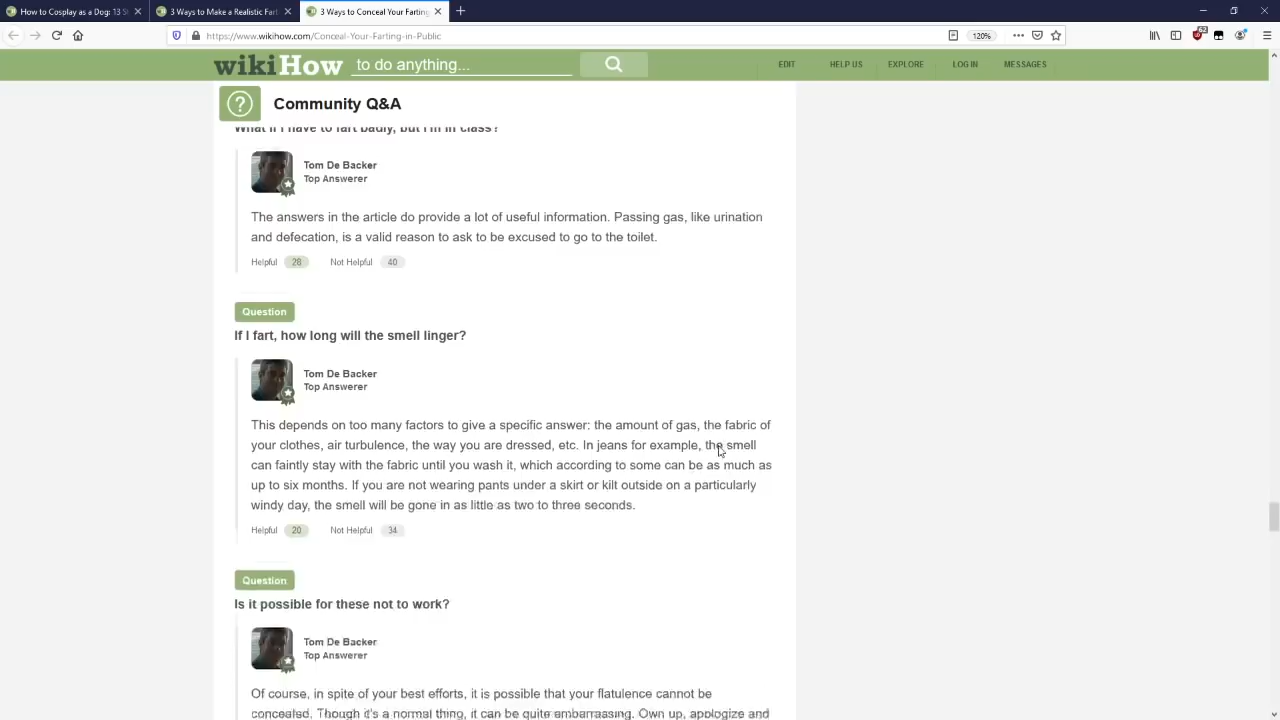 How to Cosplay as a Dog: 13 St
3 Ways to Make a Realistic Fart
3 Ways to Conceal Your Farting
https://www.wikihow.com/Conceal-Your-Farting-in-Public
120%
wikiHow to do anything...
EDIT HELP US EXPLORE LOG IN MESSAGES
Community Q&A
What if I have to fart badly, but I'm in class?
Tom De Backer
Top Answerer
The answers in the article do provide a lot of useful information. Passing gas, like urination
and defecation, is a valid reason to ask to be excused to go to the toilet.
Helpful 28 Not Helpful 40
Question
If I fart, how long will the smell linger?
Tom De Backer
Top Answerer
This depends on too many factors to give a specific answer: the amount of gas, the fabric of
your clothes, air turbulence, the way you are dressed, etc. In jeans for example, the smell
can faintly stay with the fabric until you wash it, which according to some can be as much as
up to six months. If you are not wearing pants under a skirt or kilt outside on a particularly
windy day, the smell will be gone in as little as two to three seconds.
Helpful 20 Not Helpful 34
Question
Is it possible for these not to work?
Tom De Backer
Top Answerer
Of course, in spite of your best efforts, it is possible that your flatulence cannot be
concealed. Though it's a normal thing, it can be quite embarrassing. Own up, apologize and